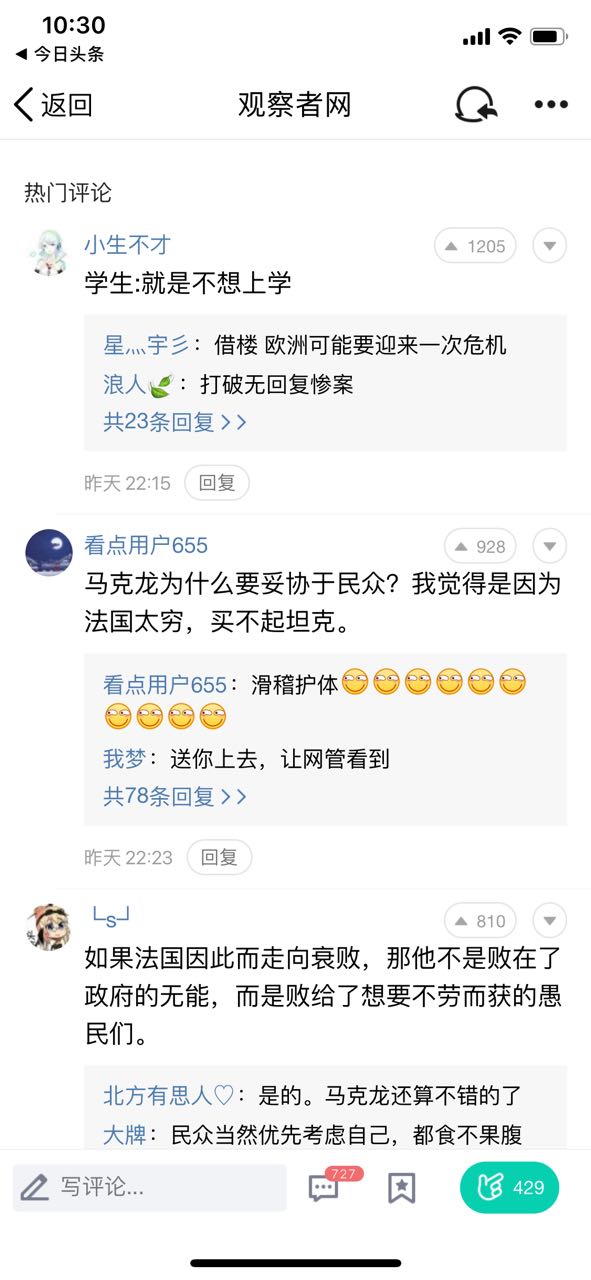 10:30
今日头条
返回
观察者网
热门评论
小生不才
1205
学生:就是不想上学
星灬宇彡：借楼 欧洲可能要迎来一次危机
浪人🍃：打破无回复惨案
共23条回复>>
昨天 22:15
回复
看点用户655
928
马克龙为什么要妥协于民众？我觉得是因为
法国太穷，买不起坦克。
看点用户655：滑稽护体
我梦：送你上去，让网管看到
共78条回复>>
昨天 22:23
回复
└s┘
810
如果法国因此而走向衰败，那他不是败在了
政府的无能，而是败给了想要不劳而获的愚
民们。
北方有思人♡：是的。马克龙还算不错的了
大牌：民众当然优先考虑自己，都食不果腹
写评论...
727
429